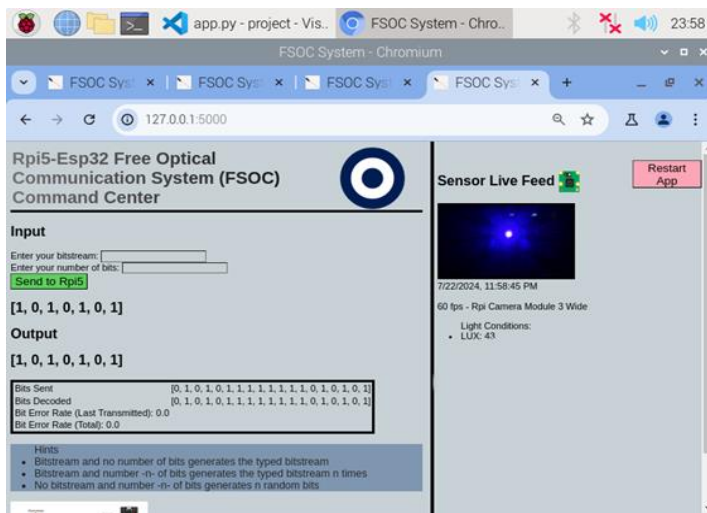 app.py - project - Vis..
FSOC System - Chro..
23:58
FSOC System - Chromium
FSOC Sys
FSOC Sys
FSOC Syst
FSOC Sys
127.0.0.1:5000
Rpi5-Esp32 Free Optical
Communication System (FSOC)
Command Center
Input
Enter your bitstream:
Enter your number of bits:
Send to Rpi5
[1, 0, 1, 0, 1, 0, 1]
Output
[1, 0, 1, 0, 1, 0, 1]
Bits Sent [0, 1, 0, 1, 0, 1, 1, 1, 1, 1, 1, 1, 1, 0, 1, 0, 1, 0, 1]
Bits Decoded [0, 1, 0, 1, 0, 1, 1, 1, 1, 1, 1, 1, 1, 0, 1, 0, 1, 0, 1]
Bit Error Rate (Last Transmitted): 0.0
Bit Error Rate (Total): 0.0
Hints
• Bitstream and no number of bits generates the typed bitstream
• Bitstream and number -n- of bits generates the typed bitstream n times
• No bitstream and number -n- of bits generates n random bits
Sensor Live Feed
Restart
App
7/22/2024, 11:58:45 PM
60 fps - Rpi Camera Module 3 Wide
Light Conditions:
• LUX: 43